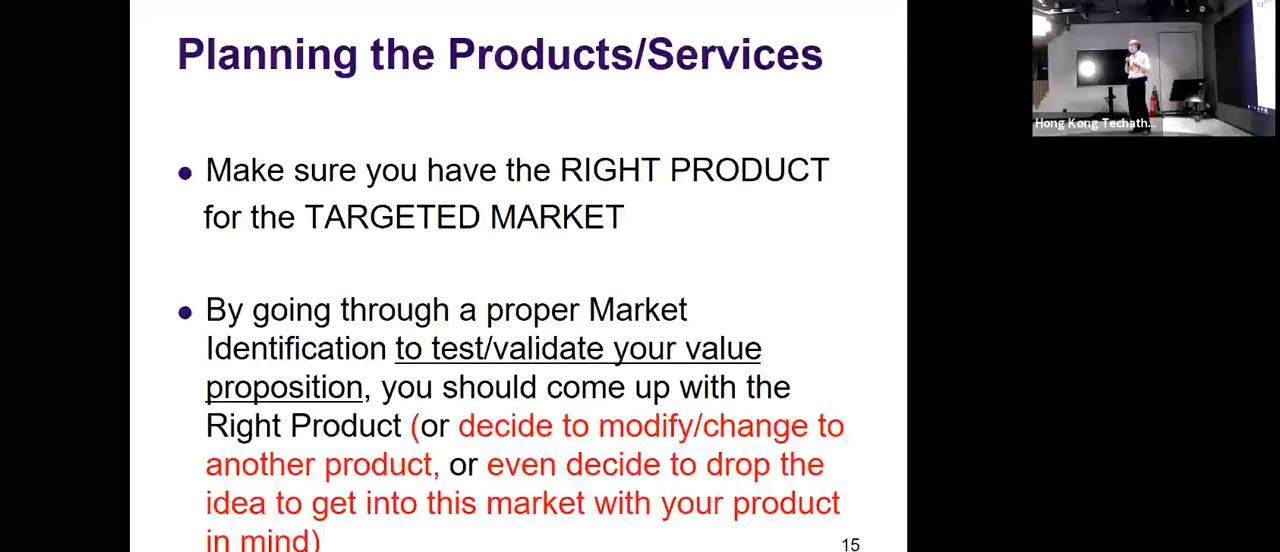 Planning the Products/Services
Make sure you have the RIGHT PRODUCT
for the TARGETED MARKET
By going through a proper Market
Identification to test/validate your value
proposition, you should come up with the
Right Product (or decide to modify/change to
another product, or even decide to drop the
idea to get into this market with your product
in mind)
15
Hong Kong Techath...